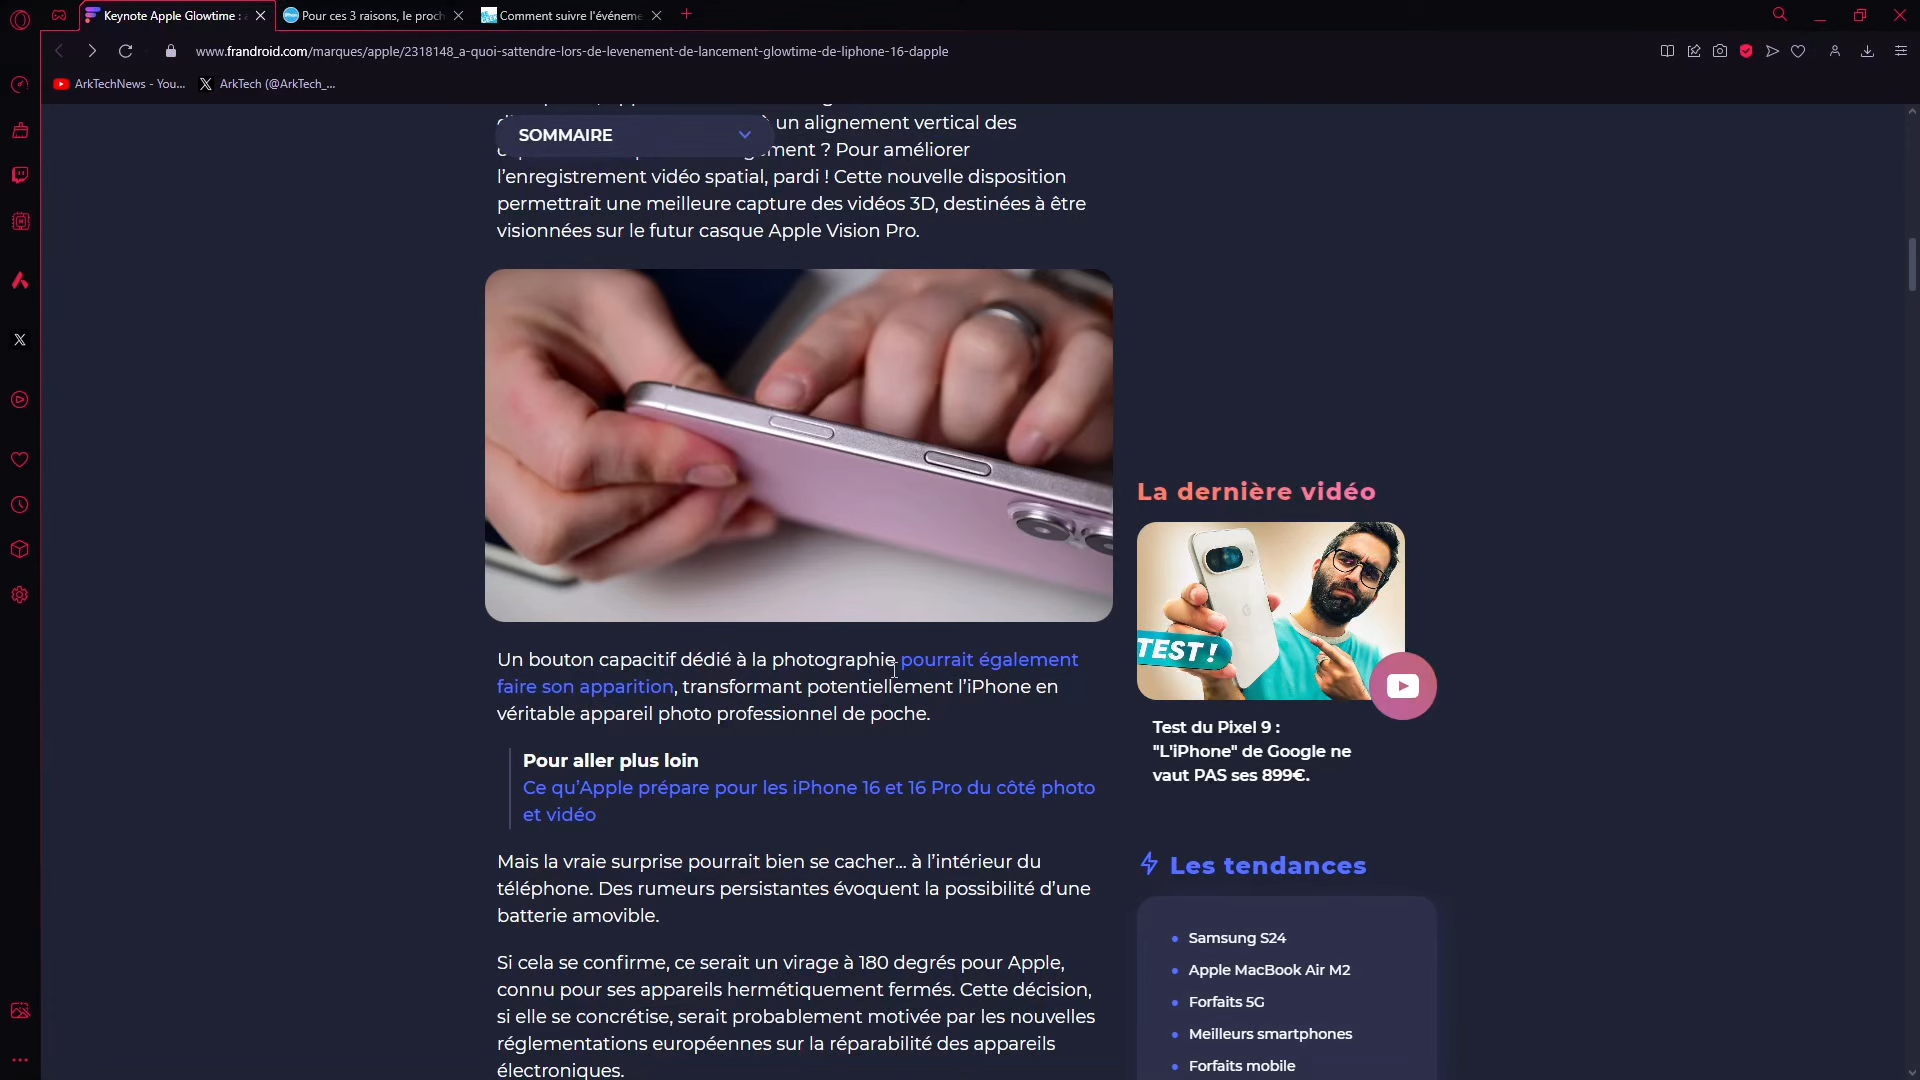 Keynote Apple Glowtime :
Pour ces 3 raisons, le proch
Comment suivre l'événeme
www.frandroid.com/marques/apple/2318148_a-quoi-sattendre-lors-de-levenement-de-lancement-glowtime-de-liphone-16-dapple
ArkTechNews - You...
ArkTech (@ArkTech_...
SOMMAIRE
un alignement vertical des
ment ? Pour améliorer
l'enregistrement vidéo spatial, pardi ! Cette nouvelle disposition
permettrait une meilleure capture des vidéos 3D, destinées à être
visionnées sur le futur casque Apple Vision Pro.
Un bouton capacitif dédié à la photographie pourrait également
faire son apparition, transformant potentiellement l'iPhone en
véritable appareil photo professionnel de poche.
Pour aller plus loin
Ce qu'Apple prépare pour les iPhone 16 et 16 Pro du côté photo
et vidéo
Mais la vraie surprise pourrait bien se cacher... à l'intérieur du
téléphone. Des rumeurs persistantes évoquent la possibilité d'une
batterie amovible.
Si cela se confirme, ce serait un virage à 180 degrés pour Apple,
connu pour ses appareils hermétiquement fermés. Cette décision,
si elle se concrétise, serait probablement motivée par les nouvelles
réglementations européennes sur la réparabilité des appareils
électroniques.
La dernière vidéo
TEST !
Test du Pixel 9 :
"L'iPhone" de Google ne
vaut PAS ses 899€.
Les tendances
Samsung S24
Apple MacBook Air M2
Forfaits 5G
Meilleurs smartphones
Forfaits mobile